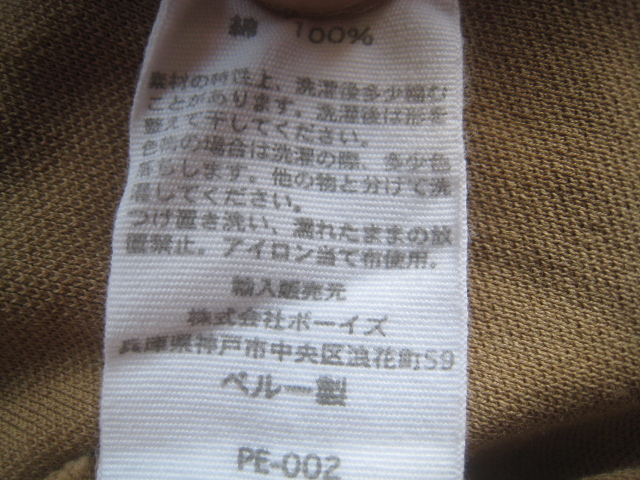 綿 100%
素材の特性上、洗濯後多少縮む
ことがあります。洗濯後は形を
整えて干してください。
色物の場合は洗濯の際、多少色
落ちします。他の物と分けて洗
濯してください。
つけ置き洗い、濡れたままの放
置禁止。アイロン当て布使用。
輸入販売元
株式会社ボーイズ
兵庫県神戸市中央区浪花町59
ペルー製
PE-002